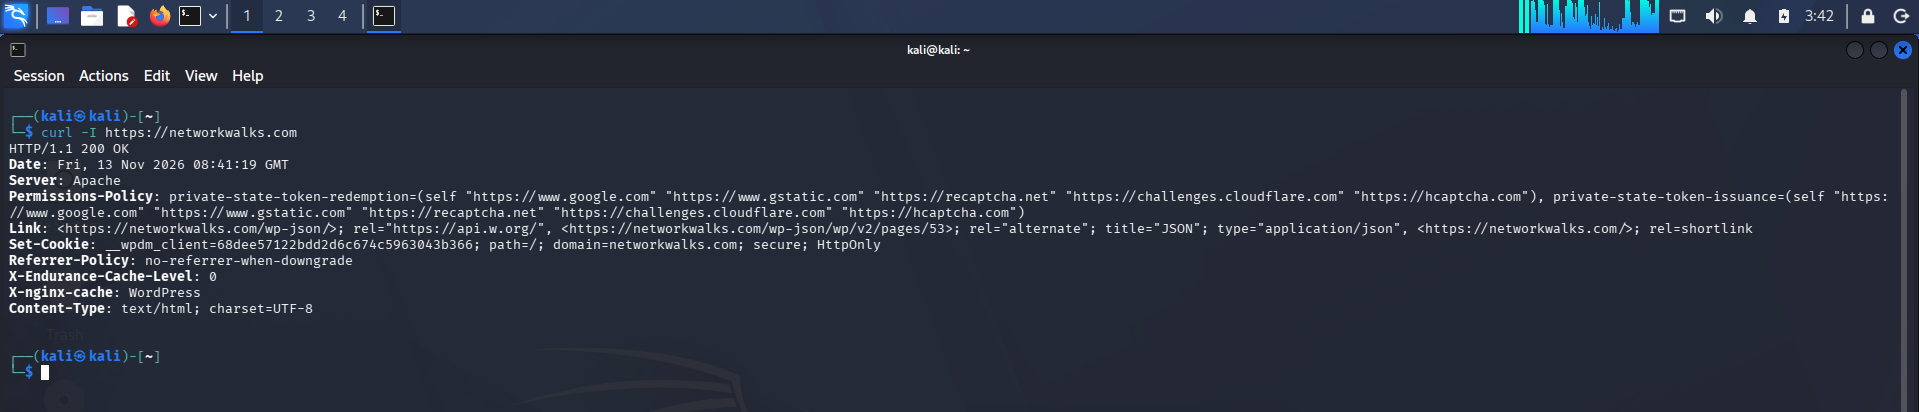 1 2 3 4 3:42
kali@kali: ~
Session Actions Edit View Help
┌──(kali㉿kali)-[~]
└─$ curl -I https://networkwalks.com
HTTP/1.1 200 OK
Date: Fri, 13 Nov 2026 08:41:19 GMT
Server: Apache
Permissions-Policy: private-state-token-redemption=(self "https://www.google.com" "https://www.gstatic.com" "https://recaptcha.net" "https://challenges.cloudflare.com" "https://hcaptcha.com"), private-state-token-issuance=(self "https:
//www.google.com" "https://www.gstatic.com" "https://recaptcha.net" "https://challenges.cloudflare.com" "https://hcaptcha.com")
Link: <https://networkwalks.com/wp-json/>; rel="https://api.w.org/", <https://networkwalks.com/wp-json/wp/v2/pages/53>; rel="alternate"; title="JSON"; type="application/json", <https://networkwalks.com/>; rel=shortlink
Set-Cookie: __wpdm_client=68dee57122bdd2d6c674c5963043b366; path=/; domain=networkwalks.com; secure; HttpOnly
Referrer-Policy: no-referrer-when-downgrade
X-Endurance-Cache-Level: 0
X-nginx-cache: WordPress
Content-Type: text/html; charset=UTF-8
Trash
┌──(kali㉿kali)-[~]
└─$